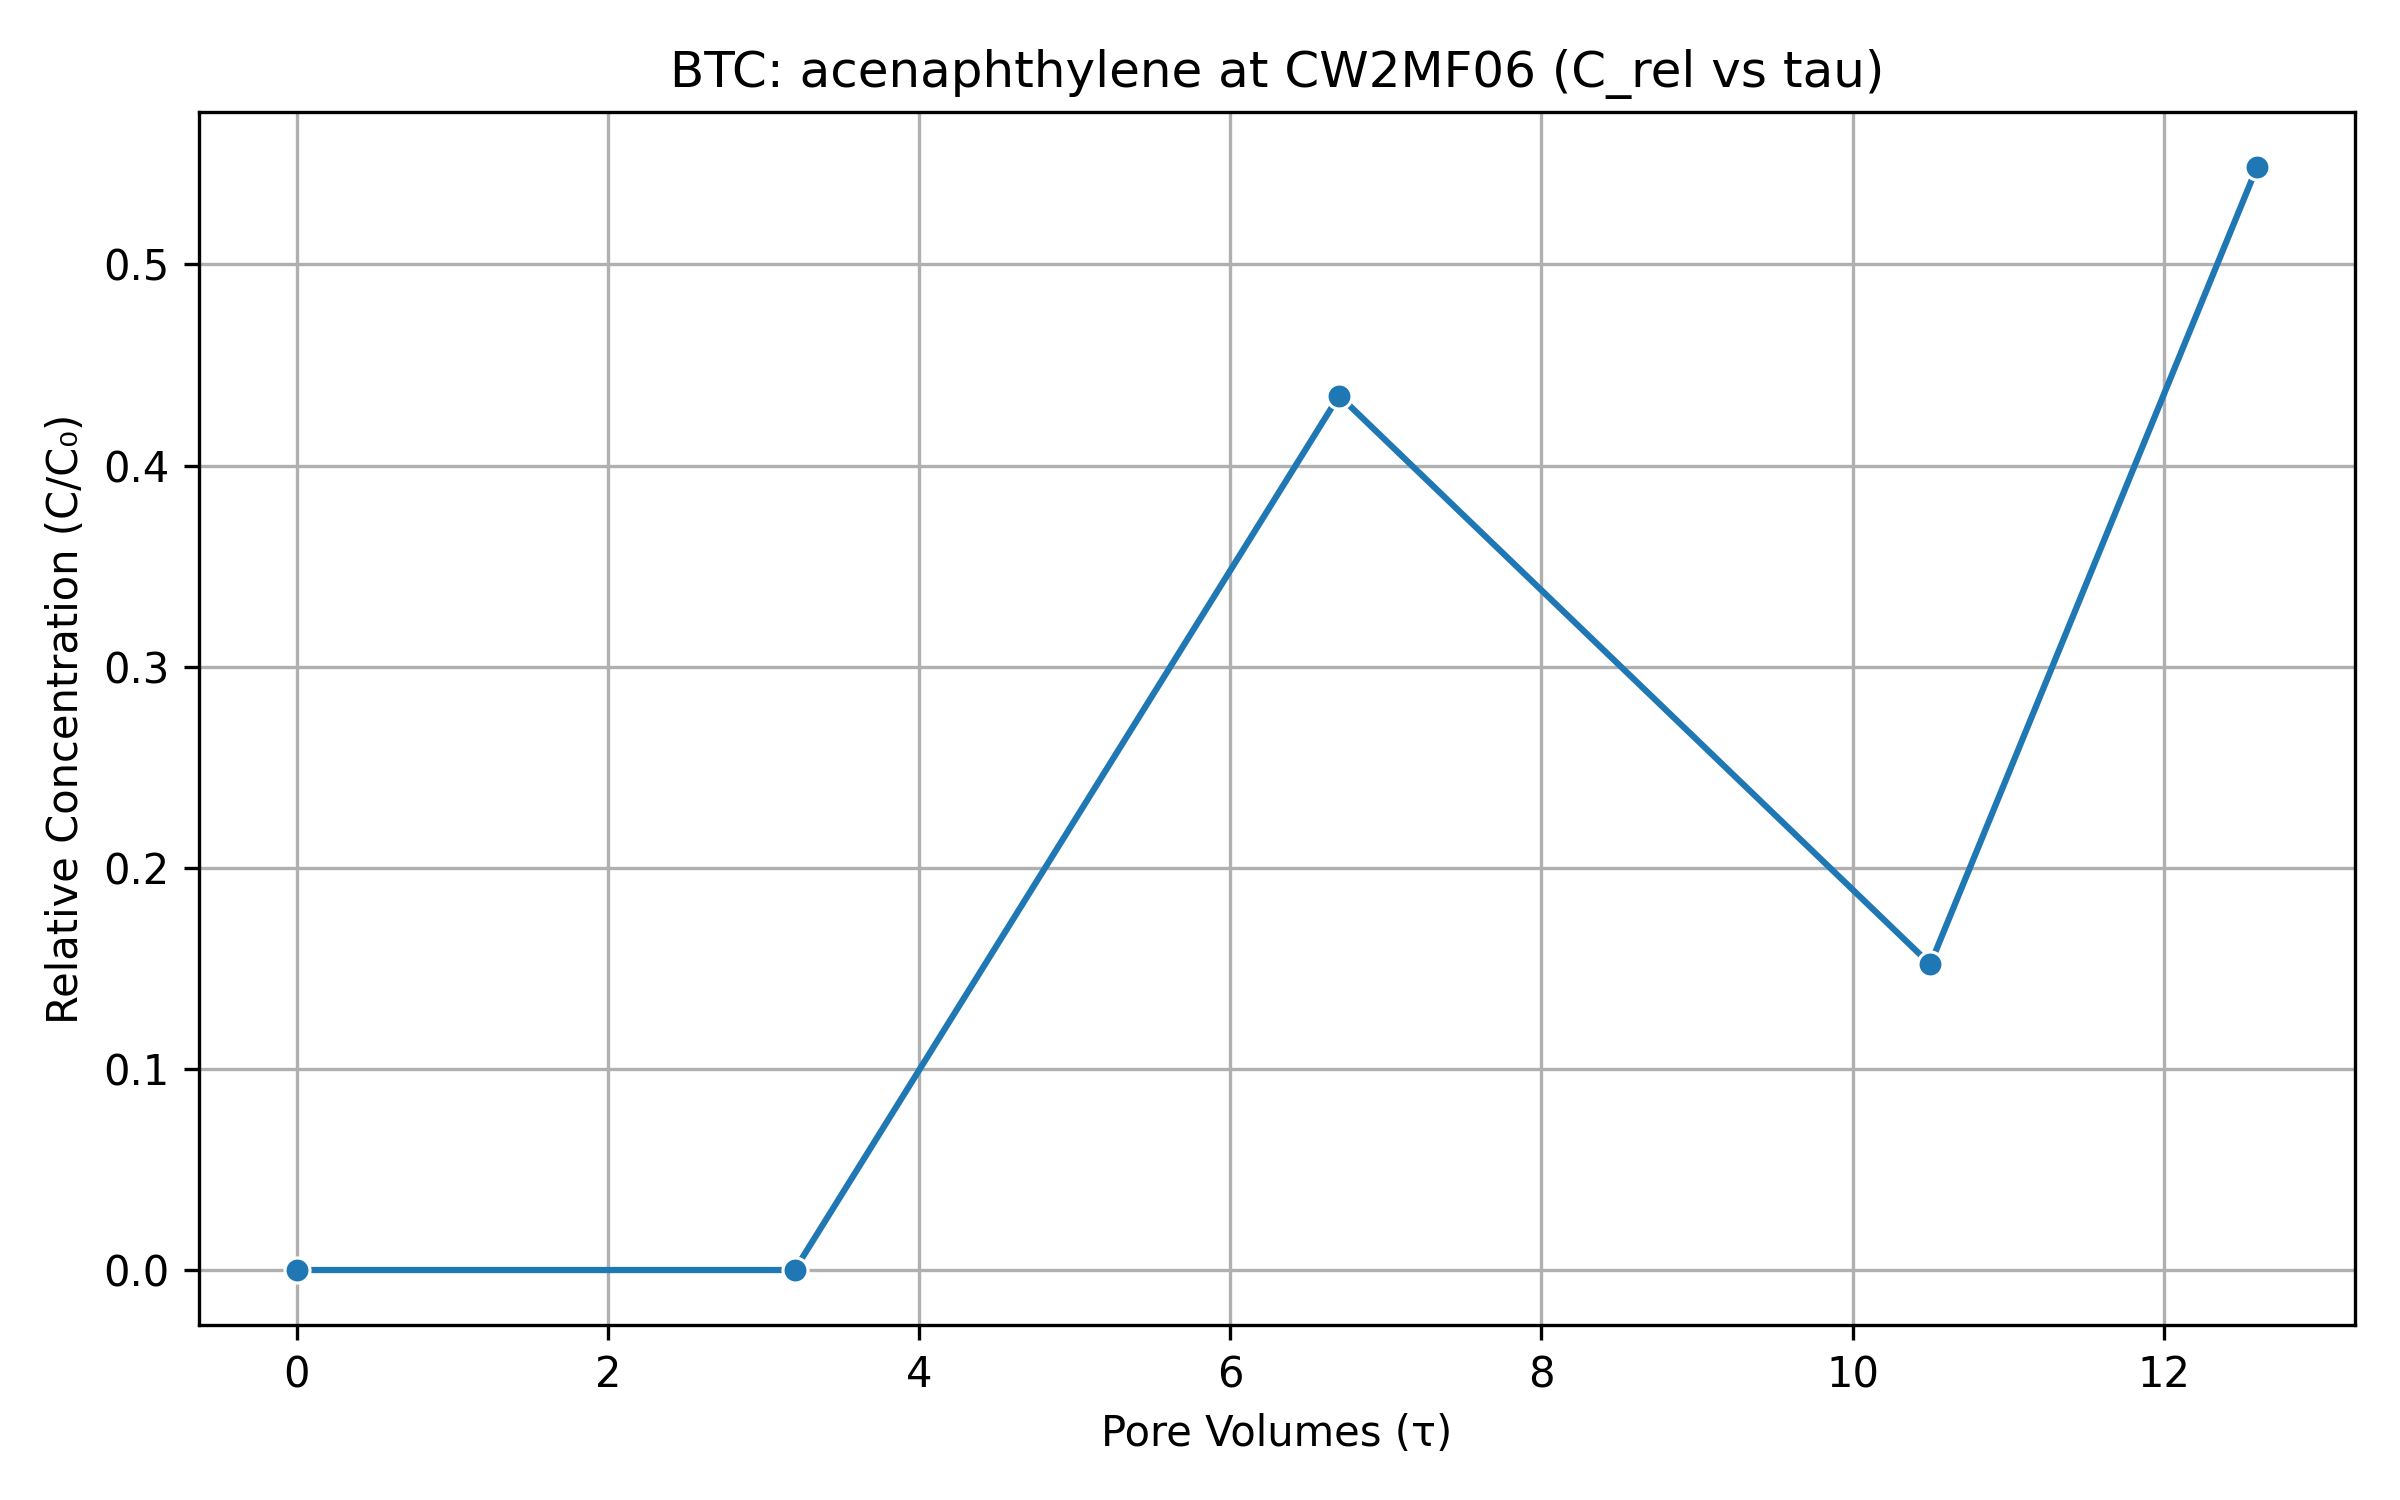 BTC: acenaphthylene at CW2MF06 (C_rel vs tau)
Relative Concentration (C/C₀)
0.5
0.4
0.3
0.2
0.1
0.0
0 2 4 6 8 10 12
Pore Volumes (τ)